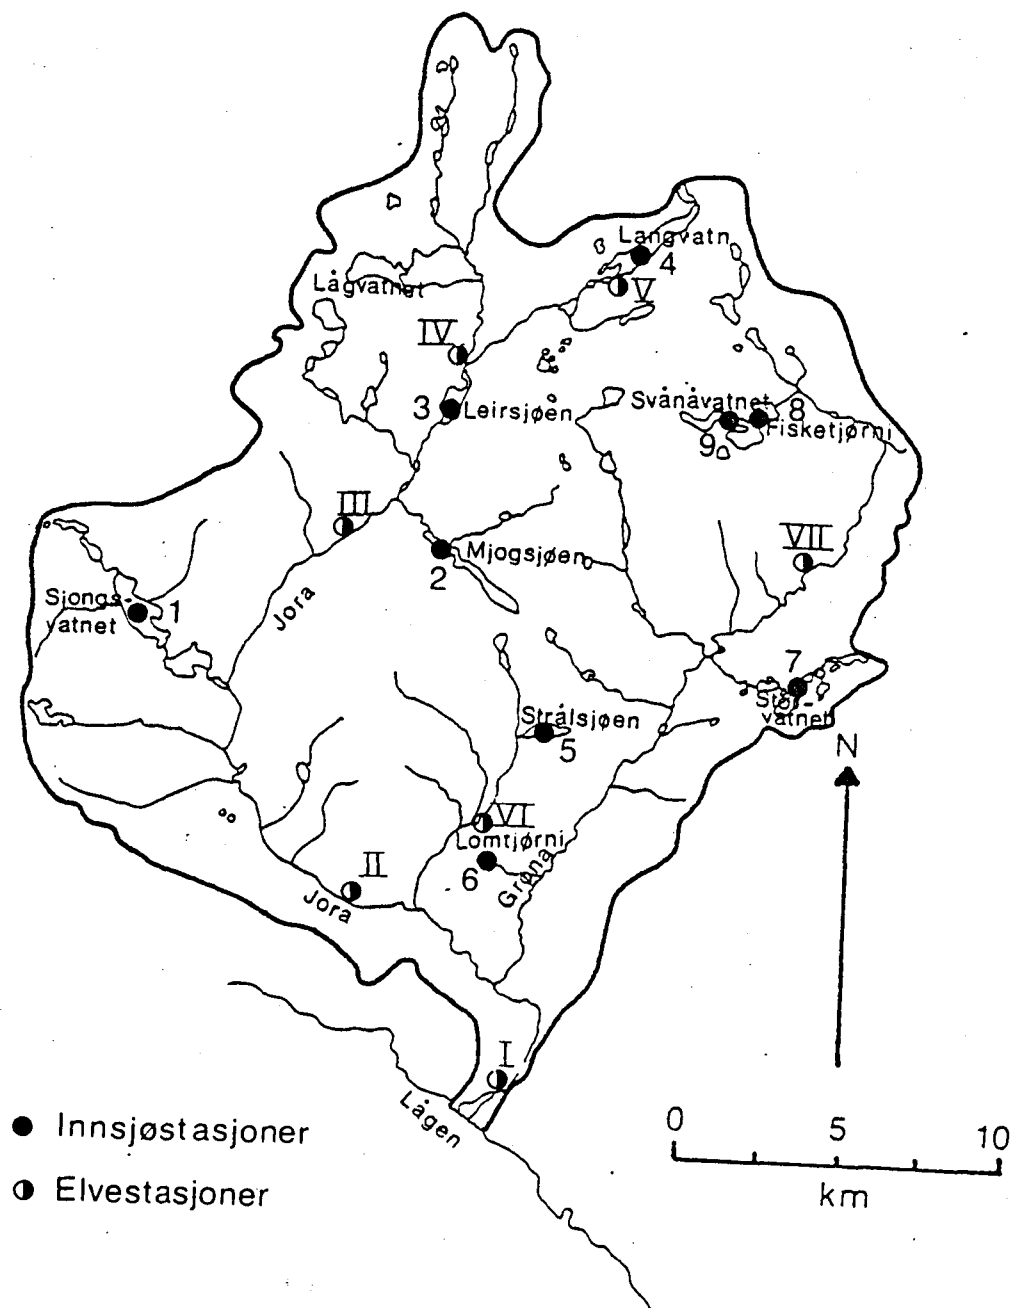 Langvatn
4
Lågvatnet
V
IV
3
Leirsjøen
Svånåvatnet
8
Fisketjørni
9
III
VII
Mjogsjøen
2
Sjongs-
vatnet
1
Jora
7
Stor-
vatnet
Strålsjøen
5
N
VI
Lomtjørni
6
Grøna
II
Jora
I
Lågen
0 5 10
km
Innsjøstasjoner
Elvestasjoner